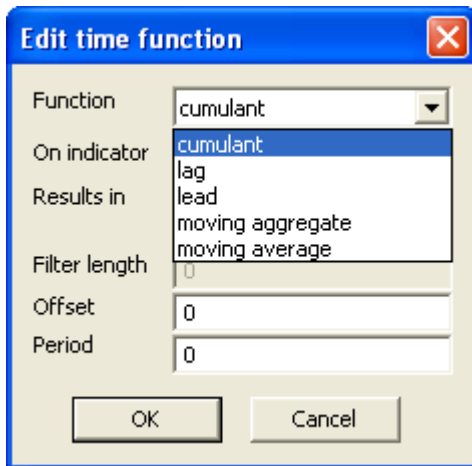 Edit time function
Function cumulant
cumulant
On indicator
lag
Results in lead
moving aggregate
moving average
Filter length 0
Offset 0
Period 0
OK Cancel